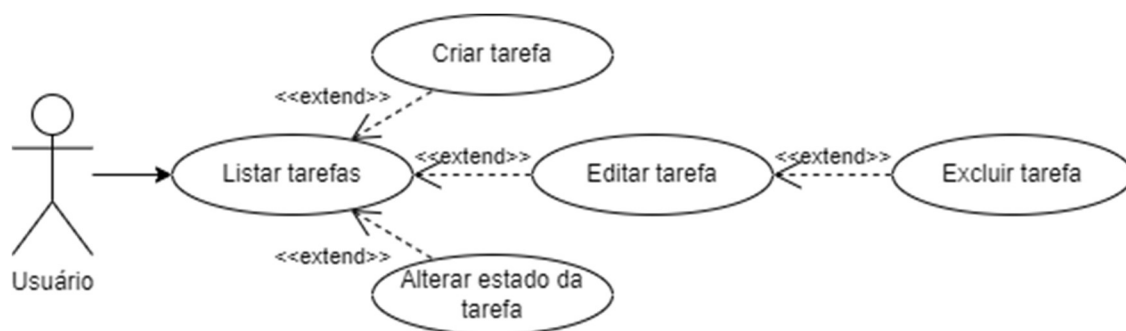 Criar tarefa
<<extend>>
Listar tarefas
<<extend>>
Editar tarefa
<<extend>>
Excluir tarefa
<<extend>>
Alterar estado da
tarefa
Usuário